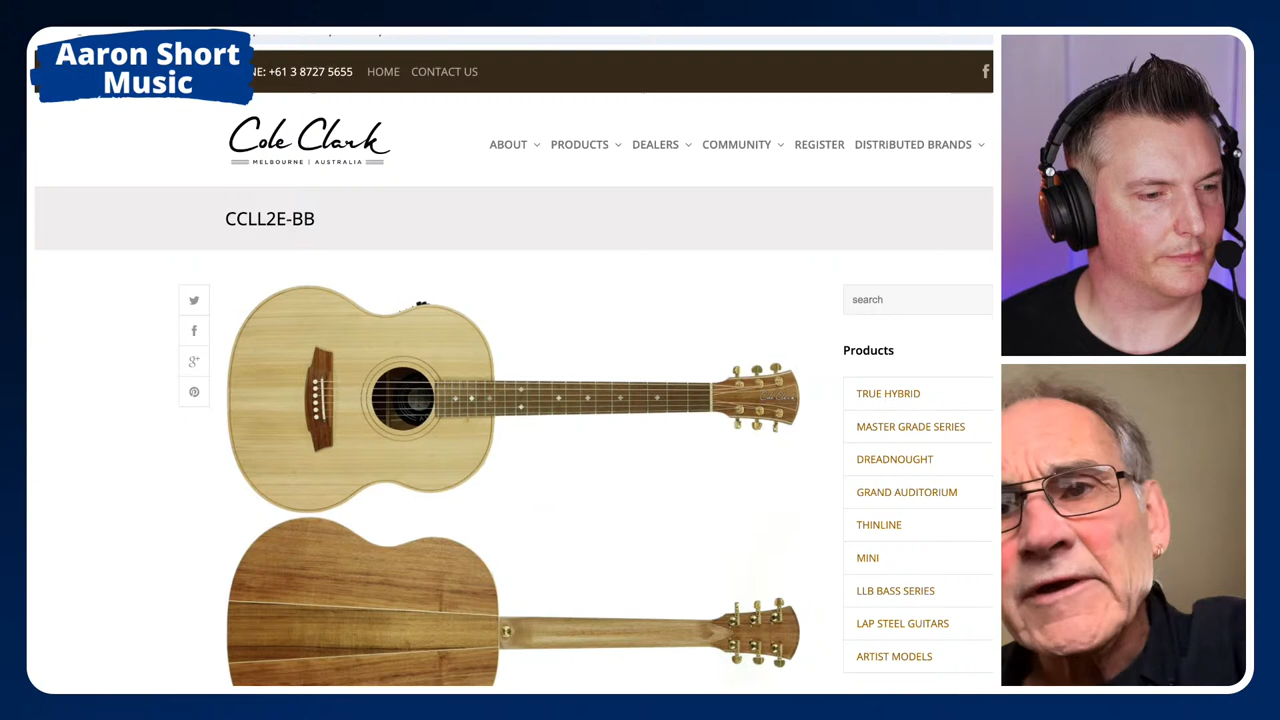 Aaron Short
Music
NE: +61 3 8727 5655 HOME CONTACT US
Cole Clark
MELBOURNE | AUSTRALIA
ABOUT PRODUCTS DEALERS COMMUNITY REGISTER DISTRIBUTED BRANDS
CCLL2E-BB
search
Products
TRUE HYBRID
MASTER GRADE SERIES
DREADNOUGHT
GRAND AUDITORIUM
THINLINE
MINI
LLB BASS SERIES
LAP STEEL GUITARS
ARTIST MODELS
Cole Clark